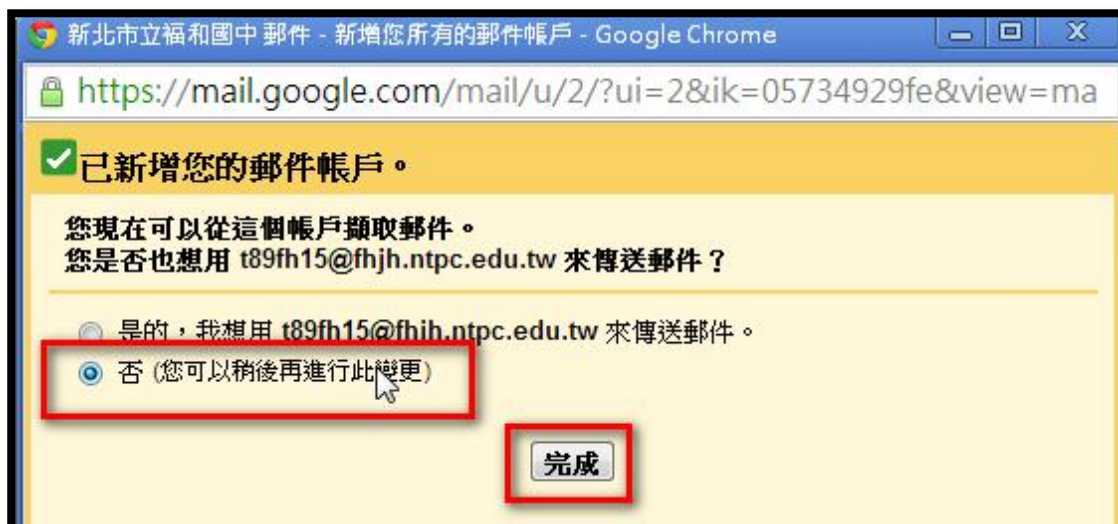 新北市立福和國中 郵件 - 新增您所有的郵件帳戶 - Google Chrome
https://mail.google.com/mail/u/2/?ui=2&ik=05734929fe&view=ma
已新增您的郵件帳戶。
您現在可以從這個帳戶擷取郵件。
您是否也想用 t89fh15@fhjh.ntpc.edu.tw 來傳送郵件？
是的，我想用 t89fh15@fhjh.ntpc.edu.tw 來傳送郵件。
否 (您可以稍後再進行此變更)
完成